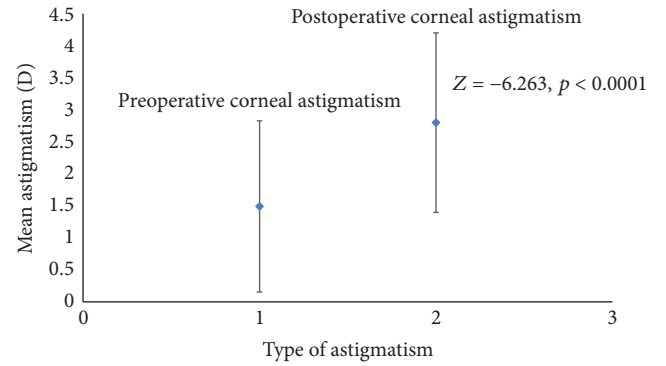 Postoperative corneal astigmatism
Preoperative corneal astigmatism
Z = −6.263, p < 0.0001
Mean astigmatism (D)
4.5
4
3.5
3
2.5
2
1.5
1
0.5
0
0
1
2
3
Type of astigmatism